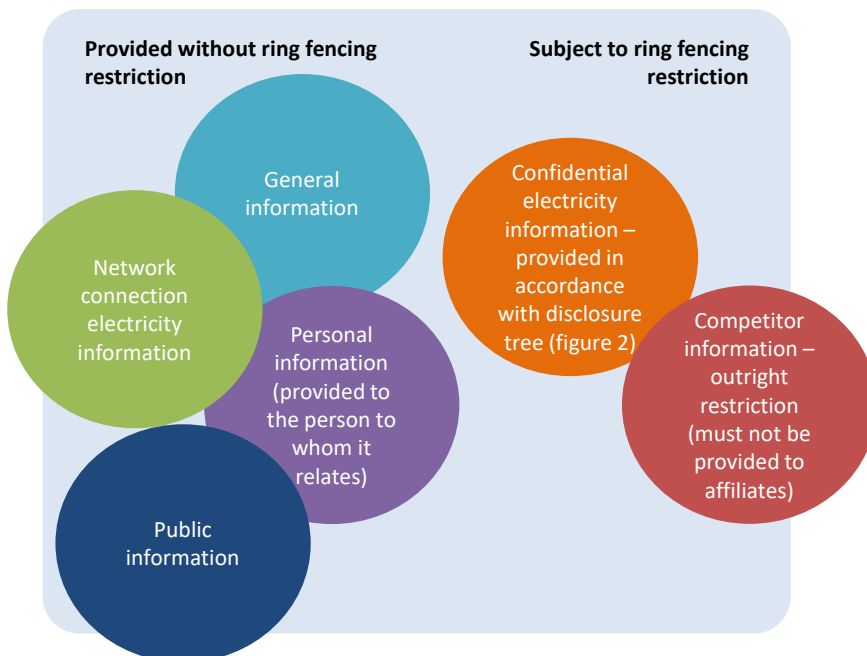 Provided without ring fencing
restriction
Subject to ring fencing
restriction
General
information
Network
connection
electricity
information
Personal
information
(provided to
the person to
whom it
relates)
Public
information
Confidential
electricity
information –
provided in
accordance
with disclosure
tree (figure 2)
Competitor
information –
outright
restriction
(must not be
provided to
affiliates)